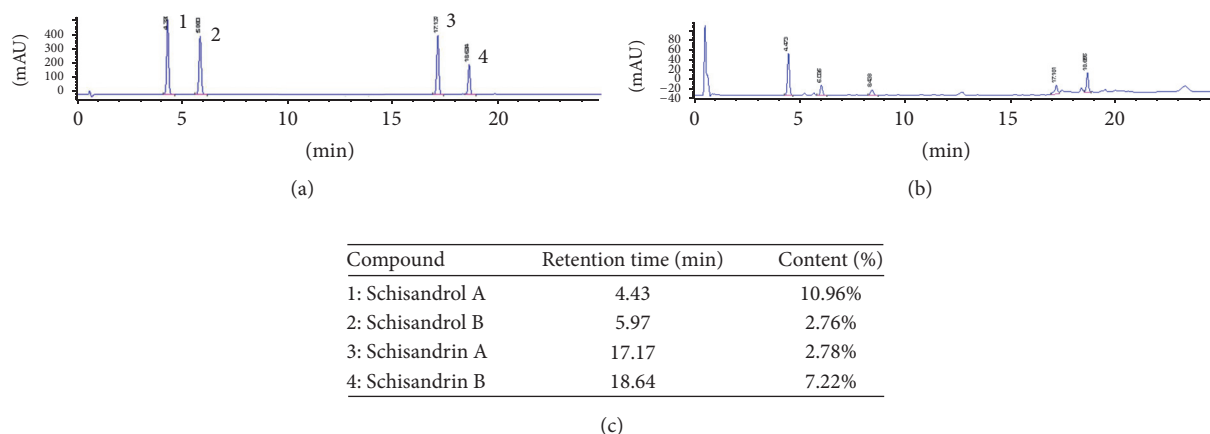 (mAU)
400
300
200
100
0
1
2
3
4
0
5
10
15
20
(min)
(a)
(mAU)
80
60
40
20
0
−20
−40
4.473
0
5
10
15
20
(min)
(b)
Compound Retention time (min) Content (%)
1: Schisandrol A 4.43 10.96%
2: Schisandrol B 5.97 2.76%
3: Schisandrin A 17.17 2.78%
4: Schisandrin B 18.64 7.22%
(c)